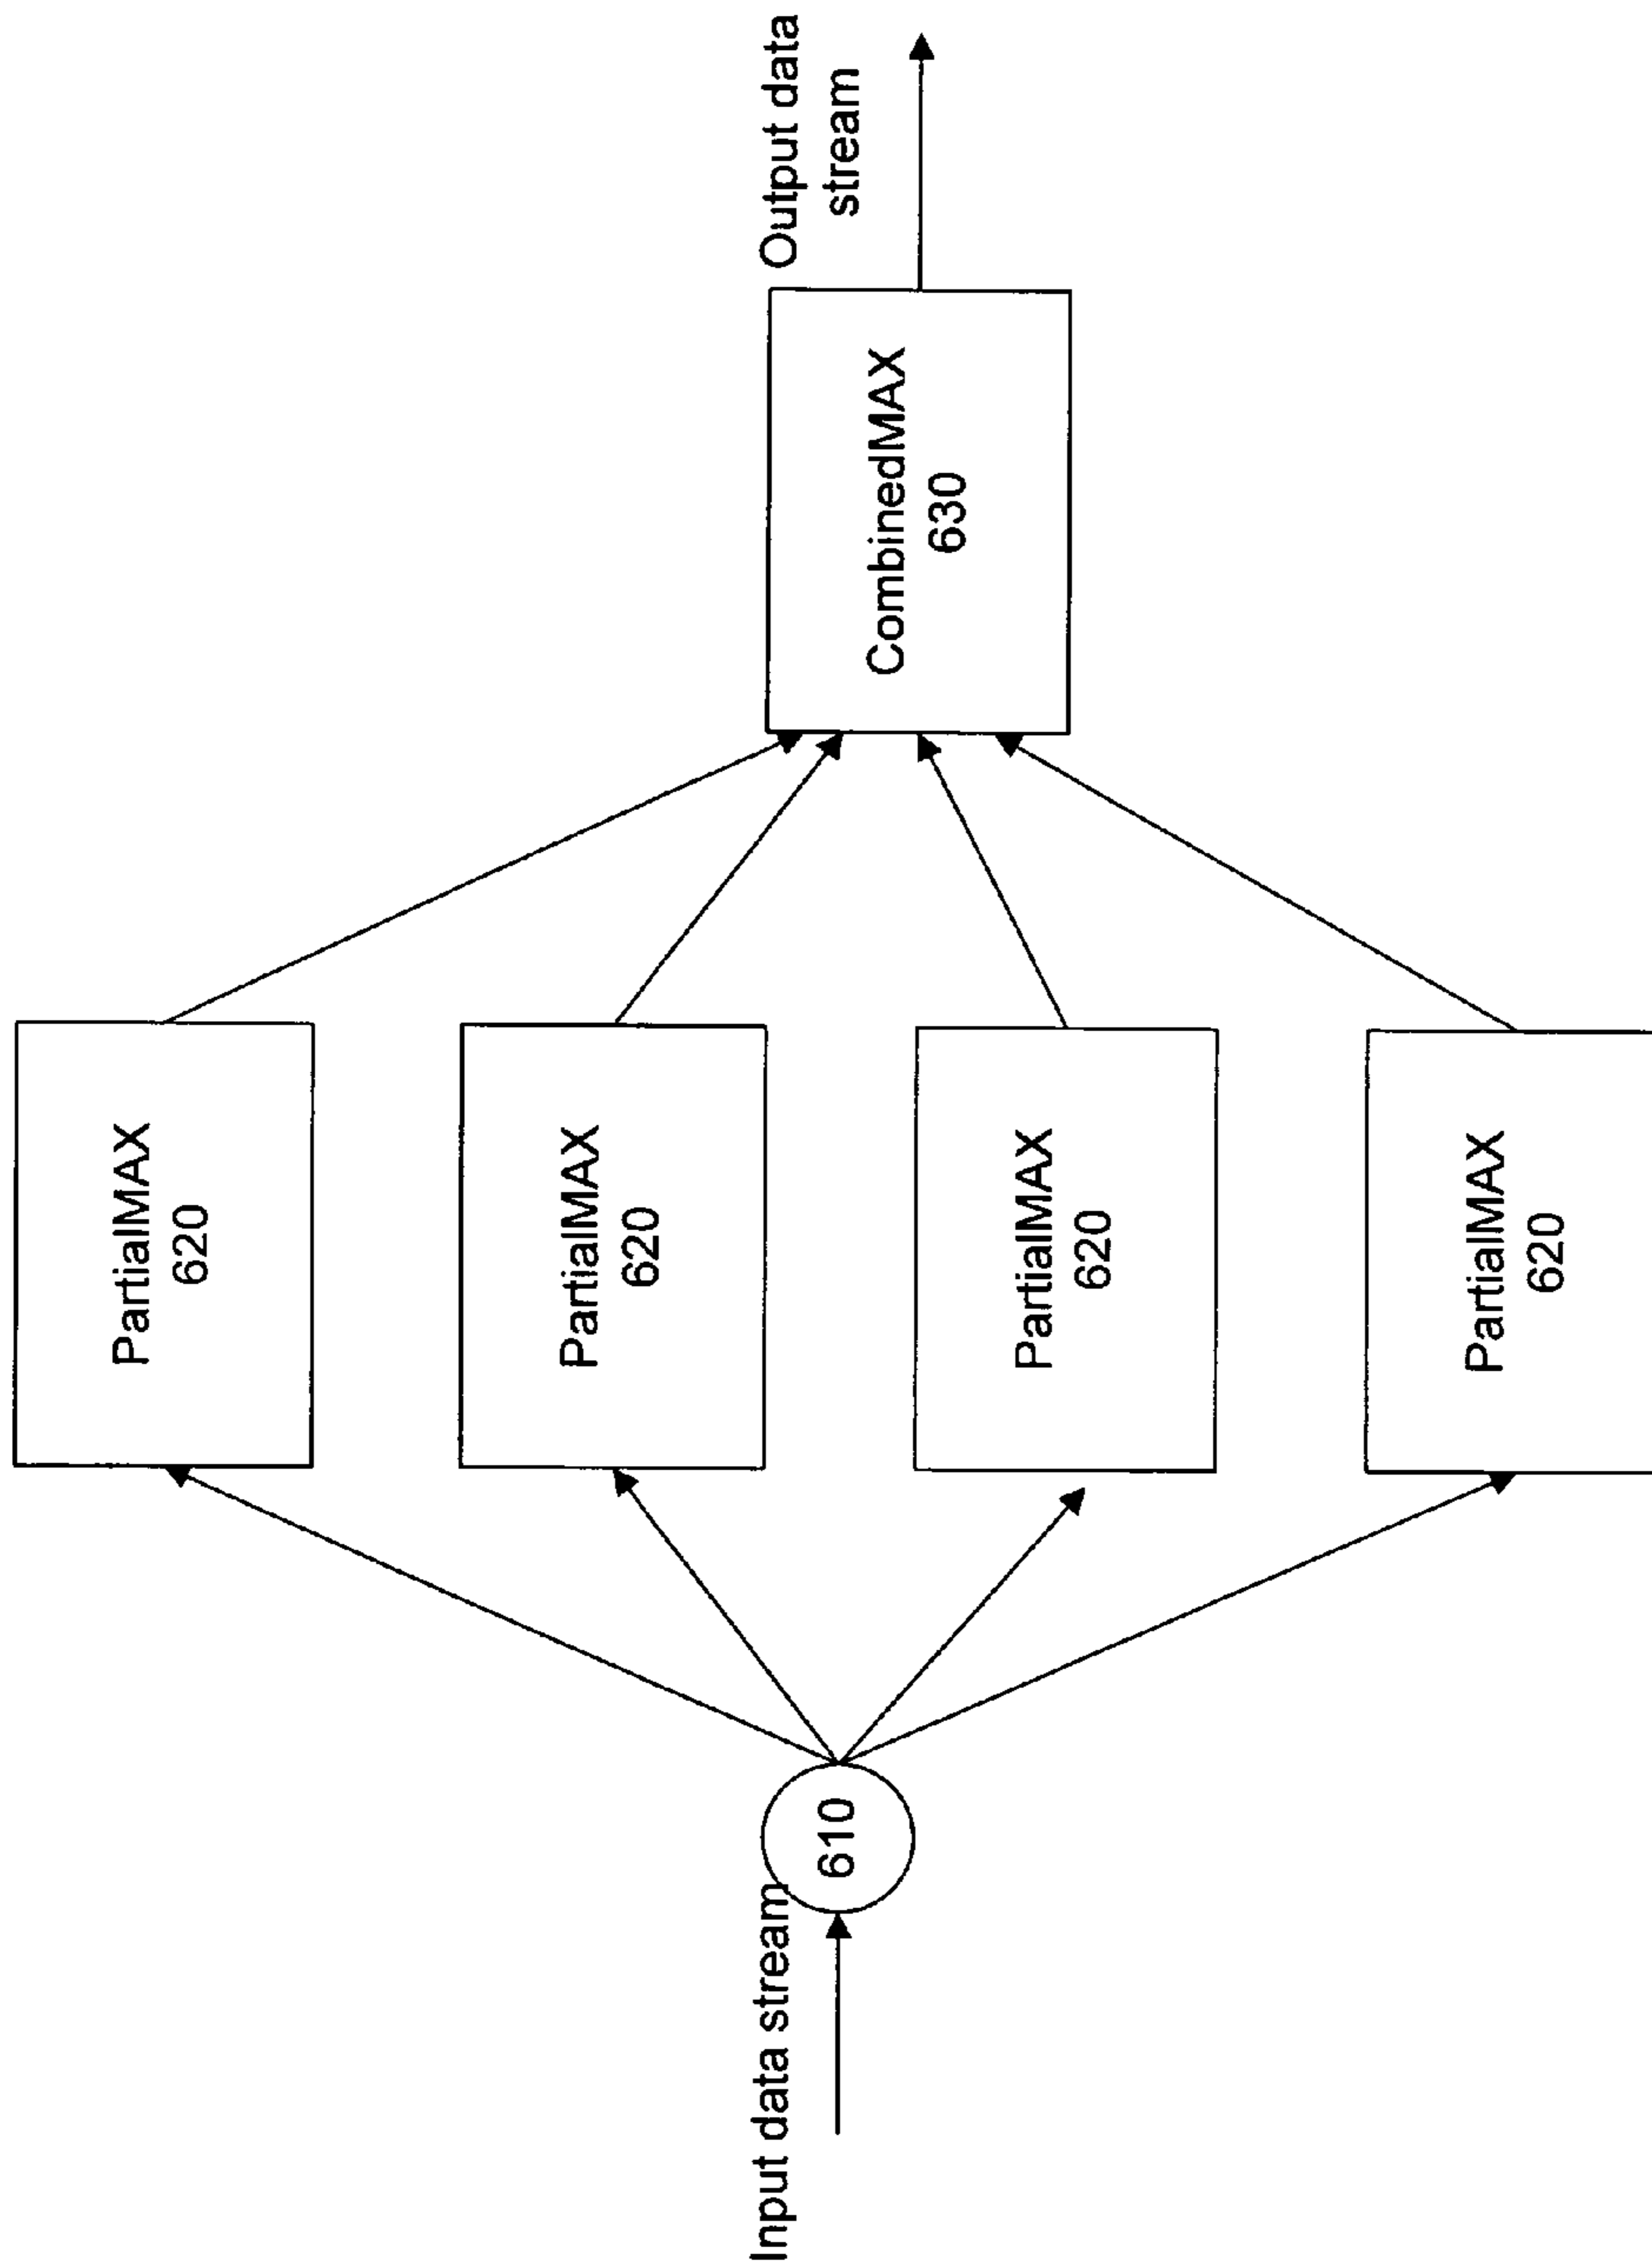 Input data stream
610
PartialMAX
620
PartialMAX
620
PartialMAX
620
PartialMAX
620
CombinedMAX
630
Output data
stream